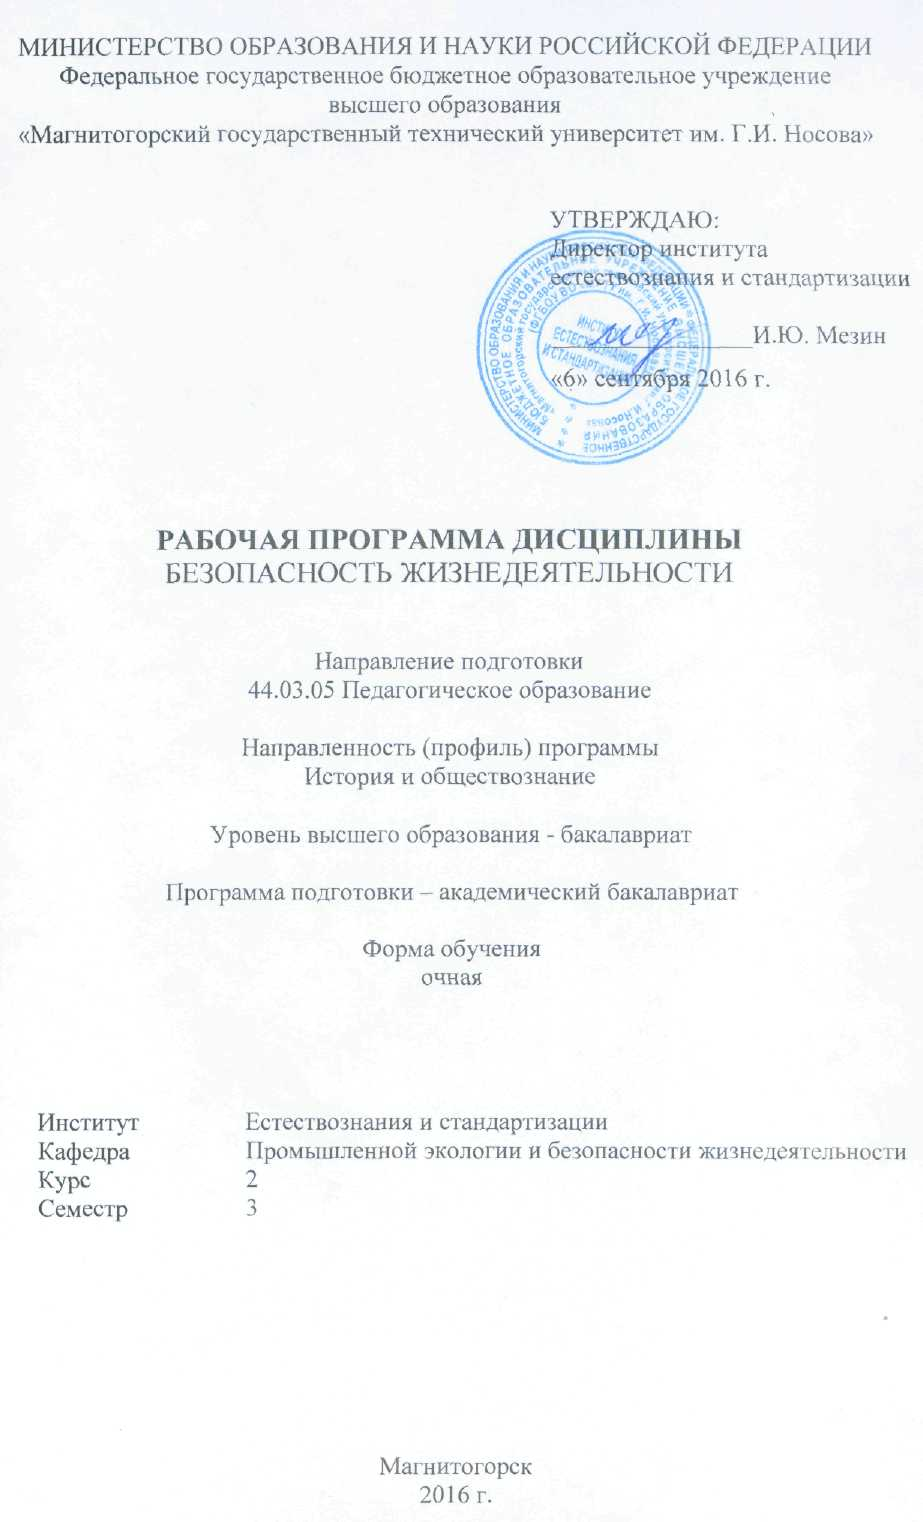 МИНИСТЕРСТВО ОБРАЗОВАНИЯ И НАУКИ РОССИЙСКОЙ ФЕДЕРАЦИИ
Федеральное государственное бюджетное образовательное учреждение
высшего образования
«Магнитогорский государственный технический университет им. Г.И. Носова»
УТВЕРЖДАЮ:
Директор института
естествознания и стандартизации
И.Ю. Мезин
«6» сентября 2016 г.
ИНСТИТУТ
ЕСТЕСТВОЗНАНИЯ
И СТАНДАРТИЗАЦИИ
РАБОЧАЯ ПРОГРАММА ДИСЦИПЛИНЫ
БЕЗОПАСНОСТЬ ЖИЗНЕДЕЯТЕЛЬНОСТИ
Направление подготовки
44.03.05 Педагогическое образование
Направленность (профиль) программы
История и обществознание
Уровень высшего образования - бакалавриат
Программа подготовки – академический бакалавриат
Форма обучения
очная
Институт Естествознания и стандартизации
Кафедра Промышленной экологии и безопасности жизнедеятельности
Курс 2
Семестр 3
Магнитогорск
2016 г.